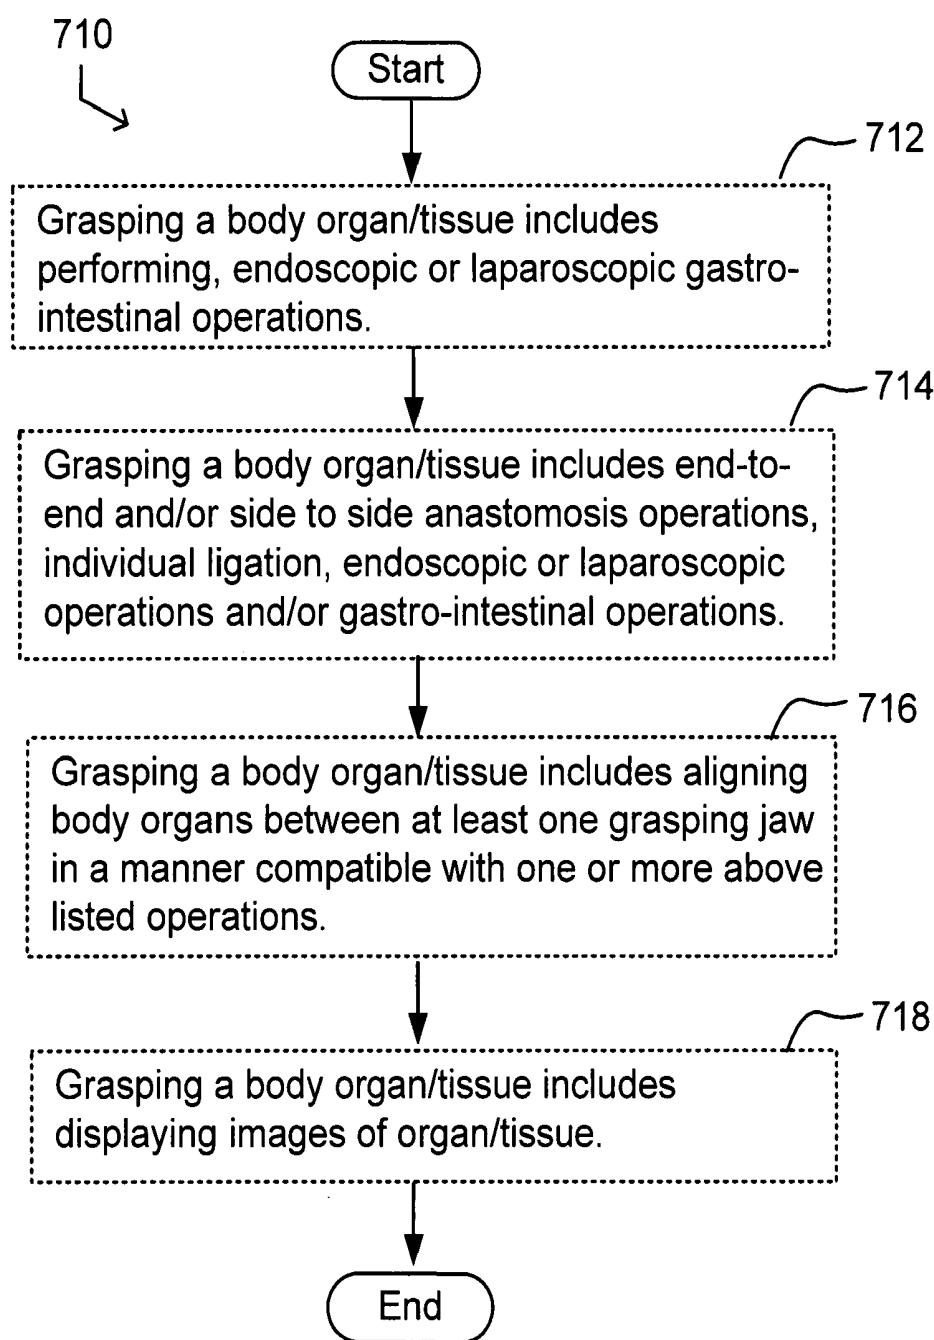 710
Start
712
Grasping a body organ/tissue includes
performing, endoscopic or laparoscopic gastro-
intestinal operations.
714
Grasping a body organ/tissue includes end-to-
end and/or side to side anastomosis operations,
individual ligation, endoscopic or laparoscopic
operations and/or gastro-intestinal operations.
716
Grasping a body organ/tissue includes aligning
body organs between at least one grasping jaw
in a manner compatible with one or more above
listed operations.
718
Grasping a body organ/tissue includes
displaying images of organ/tissue.
End